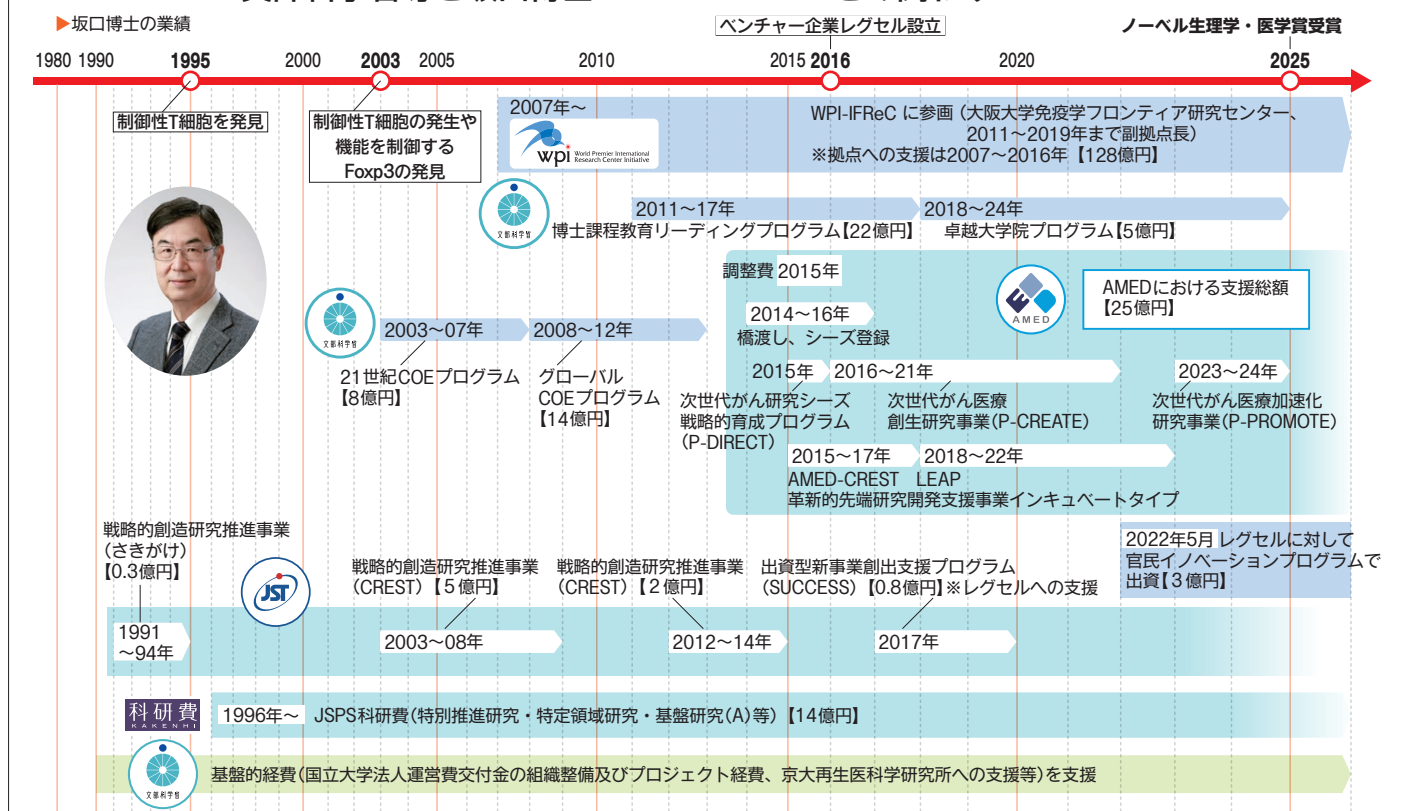 ▶坂口博士の業績
ベンチャー企業レグセル設立
ノーベル生理学・医学賞受賞
1980 1990 1995 2000 2003 2005 2010 2015 2016 2020 2025
制御性T細胞を発見
制御性T細胞の発生や
機能を制御する
Foxp3の発見
2007年～
wpi World Premier International
Research Center Initiative
WPI-IFReC に参画（大阪大学免疫学フロンティア研究センター、
2011～2019年まで副拠点長）
※拠点への支援は2007～2016年【128億円】
文部科学省
2011～17年
博士課程教育リーディングプログラム【22億円】
2018～24年
卓越大学院プログラム【5億円】
調整費 2015年
2014～16年
橋渡し、シーズ登録
AMED
AMEDにおける支援総額
【25億円】
文部科学省
2003～07年
21世紀COEプログラム
【8億円】
2008～12年
グローバル
COEプログラム
【14億円】
2015年
次世代がん研究シーズ
戦略的育成プログラム
（P-DIRECT）
2016～21年
次世代がん医療
創生研究事業（P-CREATE）
2023～24年
次世代がん医療加速化
研究事業（P-PROMOTE）
2015～17年 2018～22年
AMED-CREST LEAP
革新的先端研究開発支援事業インキュベートタイプ
2022年5月 レグセルに対して
官民イノベーションプログラムで
出資【3億円】
戦略的創造研究推進事業
（さきがけ）
【0.3億円】
1991
～94年
JST
戦略的創造研究推進事業
（CREST）【5億円】
2003～08年
戦略的創造研究推進事業
（CREST）【2億円】
2012～14年
出資型新事業創出支援プログラム
（SUCCESS）【0.8億円】※レグセルへの支援
2017年
科研費
KAKENHI
1996年～ JSPS科研費（特別推進研究・特定領域研究・基盤研究（A）等）【14億円】
文部科学省
基盤的経費（国立大学法人運営費交付金の組織整備及びプロジェクト経費、京大再生医科学研究所への支援等）を支援